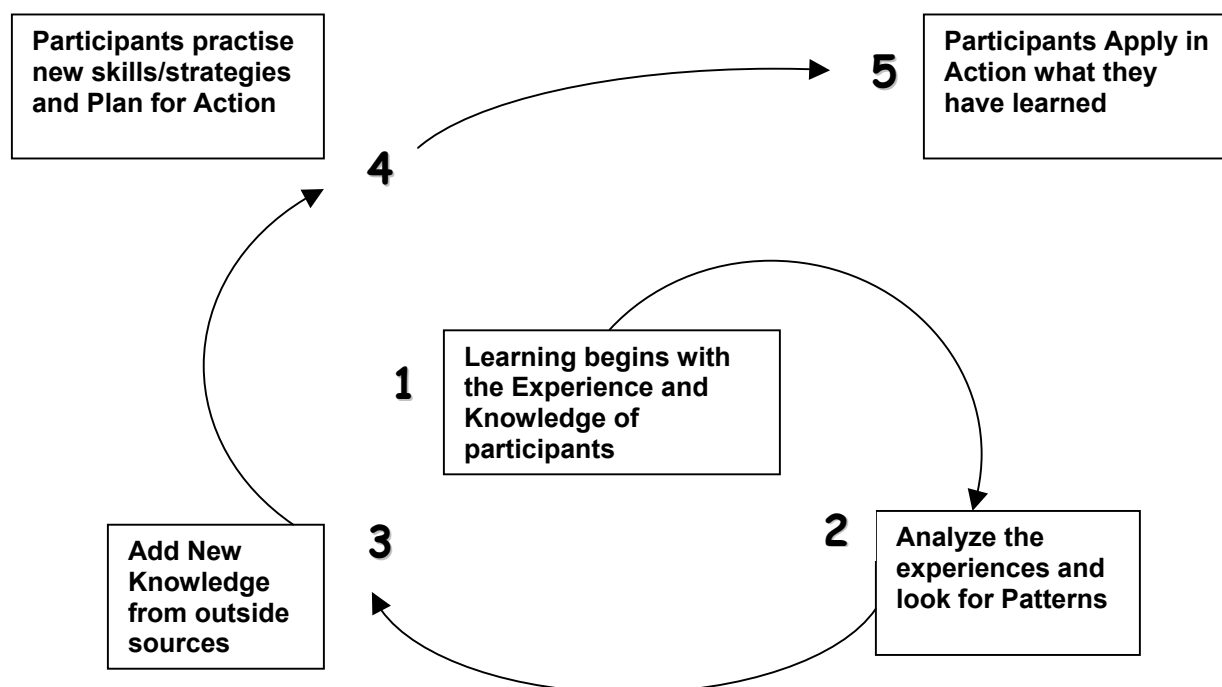 Participants practise
new skills/strategies
and Plan for Action
4
5
Participants Apply in
Action what they
have learned
1
Learning begins with
the Experience and
Knowledge of
participants
2
Analyze the
experiences and
look for Patterns
3
Add New
Knowledge
from outside
sources